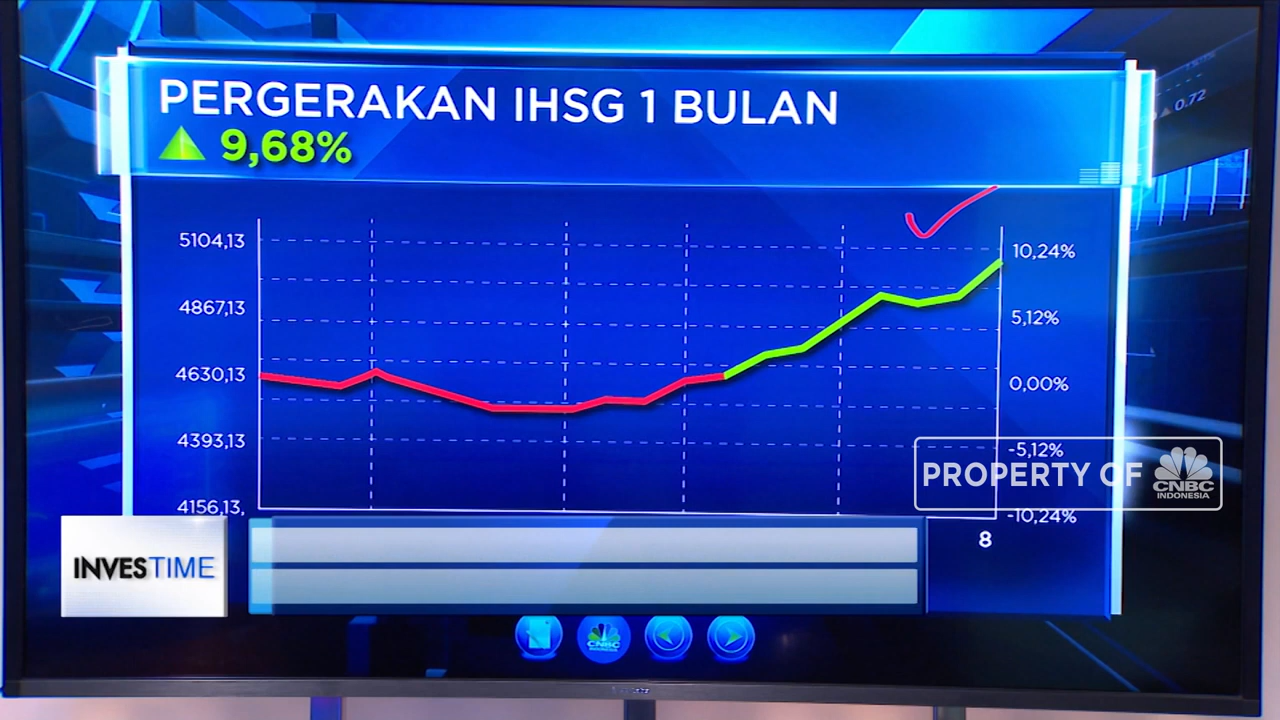 PERGERAKAN IHSG 1 BULAN
▲ 9,68%
0.72
5104,13
10,24%
4867,13
5,12%
4630,13
0,00%
4393,13
-5,12%
4156,13,
-10,24%
8
PROPERTY OF
CNBC
INDONESIA
INVESTIME
CNBC